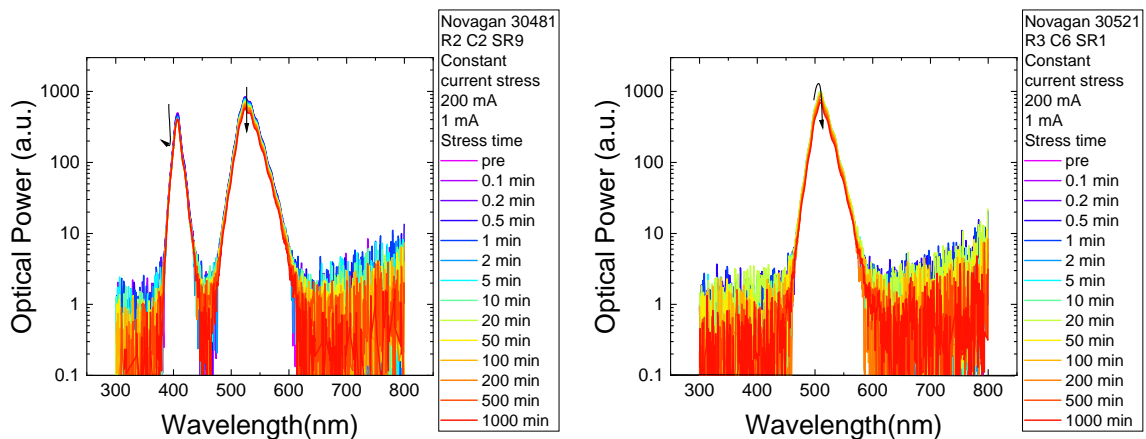 Novagan 30481
R2 C2 SR9
Constant
current stress
200 mA
1 mA
Stress time
pre
0.1 min
0.2 min
0.5 min
1 min
2 min
5 min
10 min
20 min
50 min
100 min
200 min
500 min
1000 min
Optical Power (a.u.)
1000
100
10
1
0.1
300 400 500 600 700 800
Wavelength(nm)
Novagan 30521
R3 C6 SR1
Constant
current stress
200 mA
1 mA
Stress time
pre
0.1 min
0.2 min
0.5 min
1 min
2 min
5 min
10 min
20 min
50 min
100 min
200 min
500 min
1000 min
Optical Power (a.u.)
1000
100
10
1
0.1
300 400 500 600 700 800
Wavelength(nm)